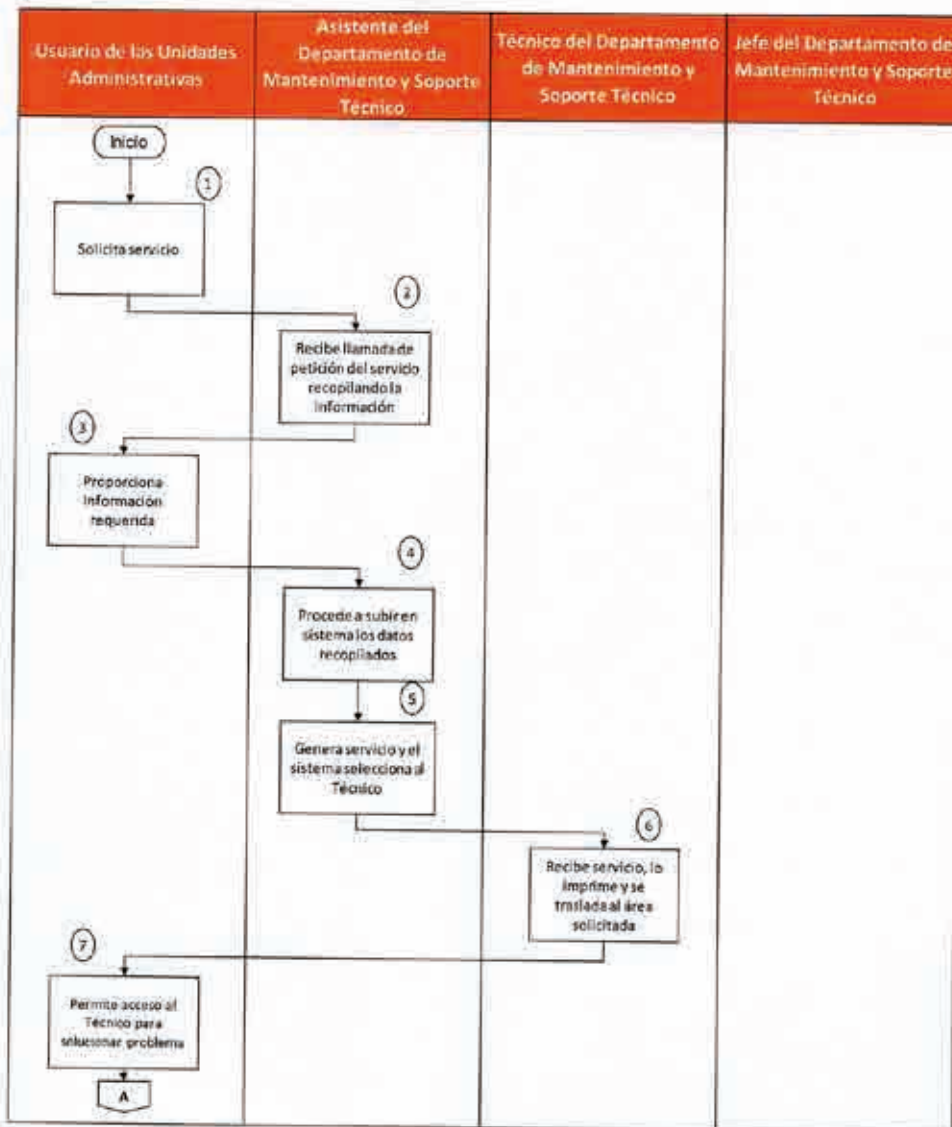 Usuario de las Unidades
Administrativas
Asistente del
Departamento de
Mantenimiento y Soporte
Técnico
Técnico del Departamento
de Mantenimiento y
Soporte Técnico
Jefe del Departamento de
Mantenimiento y Soporte
Técnico
Inicio
1
Solicita servicio
2
Recibe llamada de
petición del servicio
recopilando la
información
3
Proporciona
Información
requerida
4
Procede a subir en
sistema los datos
recopilados
5
Genera servicio y el
sistema selecciona al
Técnico
6
Recibe servicio, lo
imprime y se
traslada al área
solicitada
7
Permite acceso al
Técnico para
solucionar problema
A